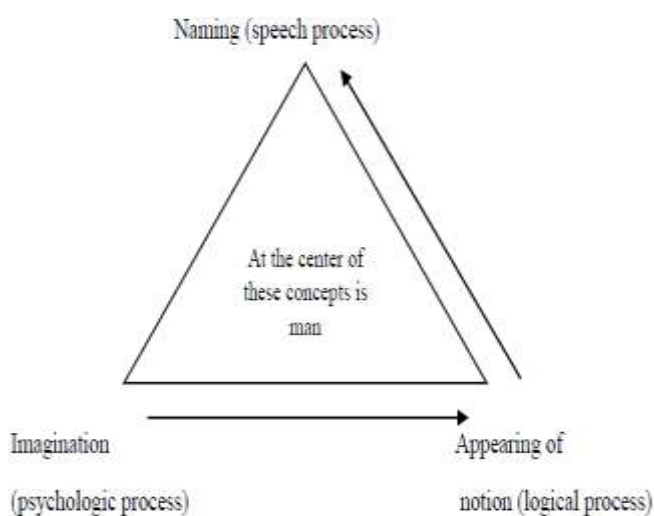 Naming (speech process)
At the center of
these concepts is
man
Imagination
(psychologic process)
Appearing of
notion (logical process)